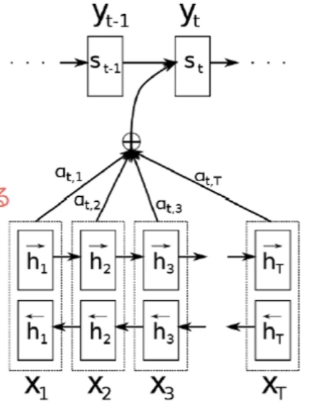 y_{t-1} y_t
. . . s_{t-1} s_t . . .
⊕
a_{t,1} a_{t,2} a_{t,3} a_{t,T}
\overrightarrow{h}_1 \overrightarrow{h}_2 \overrightarrow{h}_3 \overrightarrow{h}_T
\overleftarrow{h}_1 \overleftarrow{h}_2 \overleftarrow{h}_3 \overleftarrow{h}_T
x_1 x_2 x_3 x_T